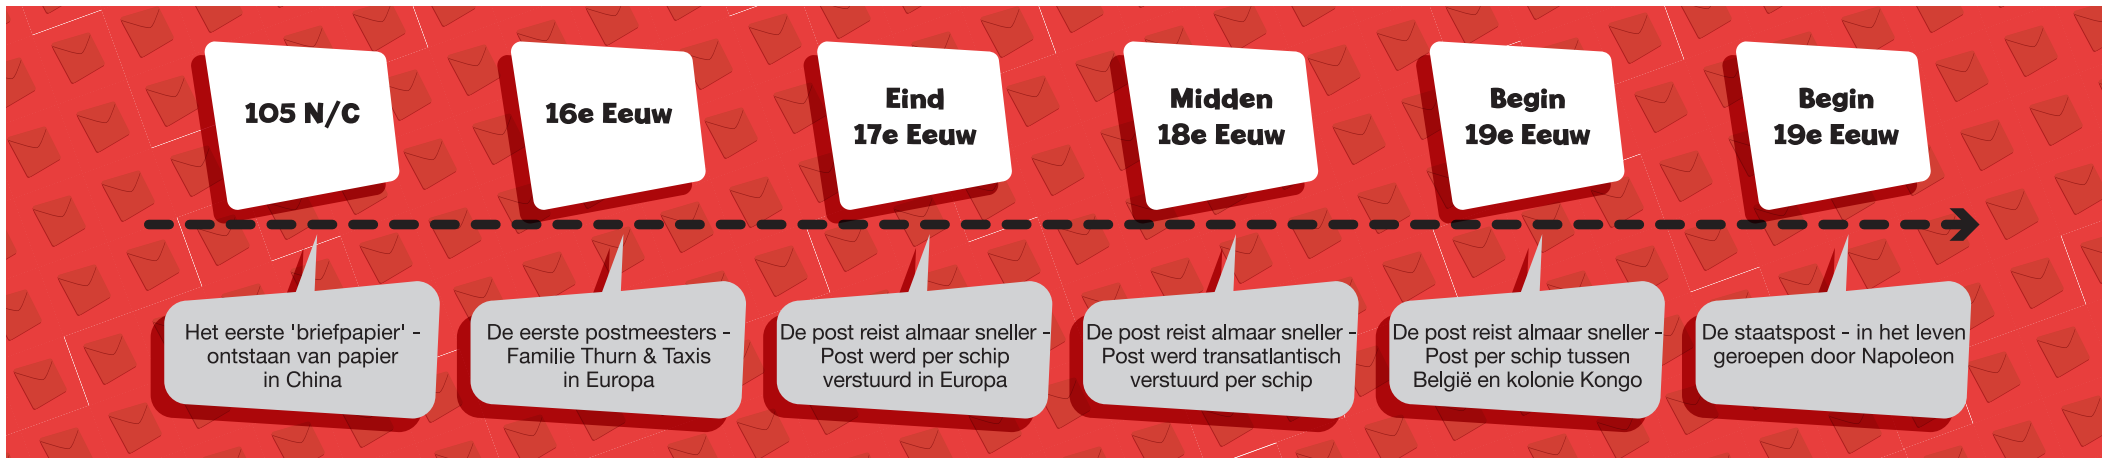 105 N/C
16e Eeuw
Eind
17e Eeuw
Midden
18e Eeuw
Begin
19e Eeuw
Begin
19e Eeuw
Het eerste 'briefpapier' -
ontstaan van papier
in China
De eerste postmeesters -
Familie Thurn & Taxis
in Europa
De post reist almaar sneller -
Post werd per schip
verstuurd in Europa
De post reist almaar sneller -
Post werd transatlantisch
verstuurd per schip
De post reist almaar sneller -
Post per schip tussen
België en kolonie Kongo
De staatspost - in het leven
geroepen door Napoleon